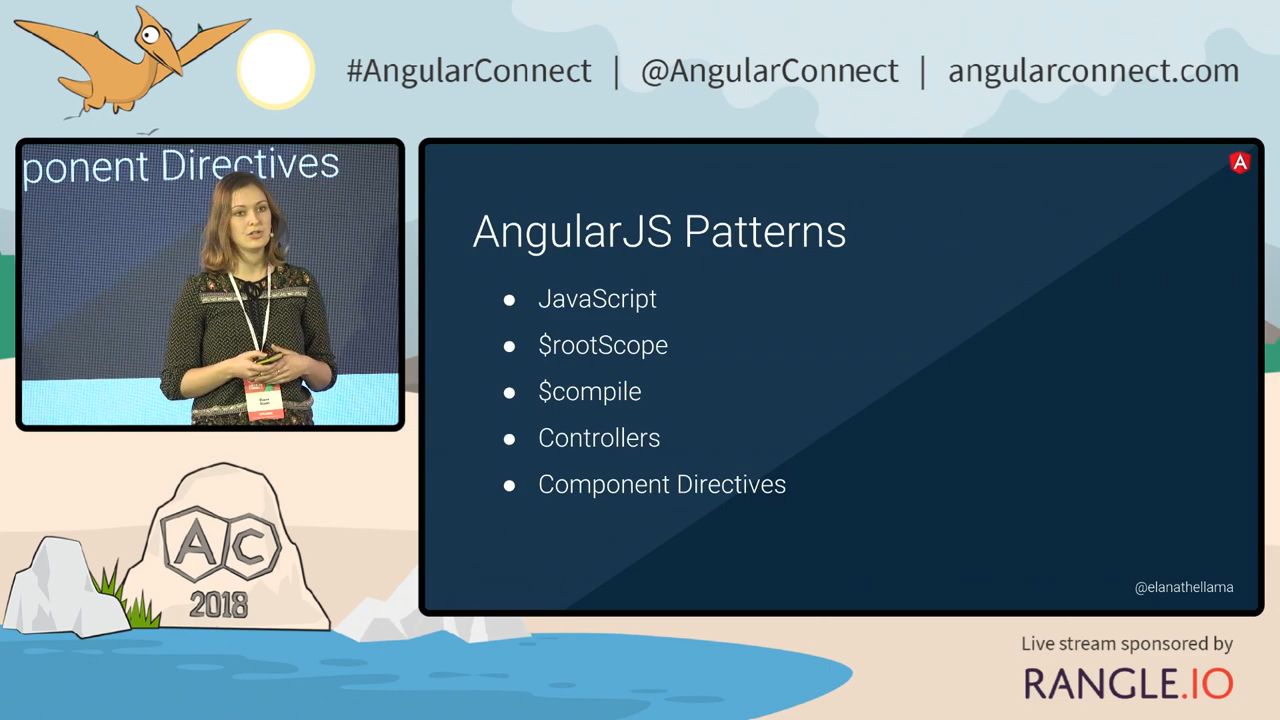 #AngularConnect | @AngularConnect | angularconnect.com
ponent Directives
A
AngularJS Patterns
● JavaScript
● $rootScope
● $compile
● Controllers
● Component Directives
@elanathellama
AC
2018
Live stream sponsored by
RANGLE.IO